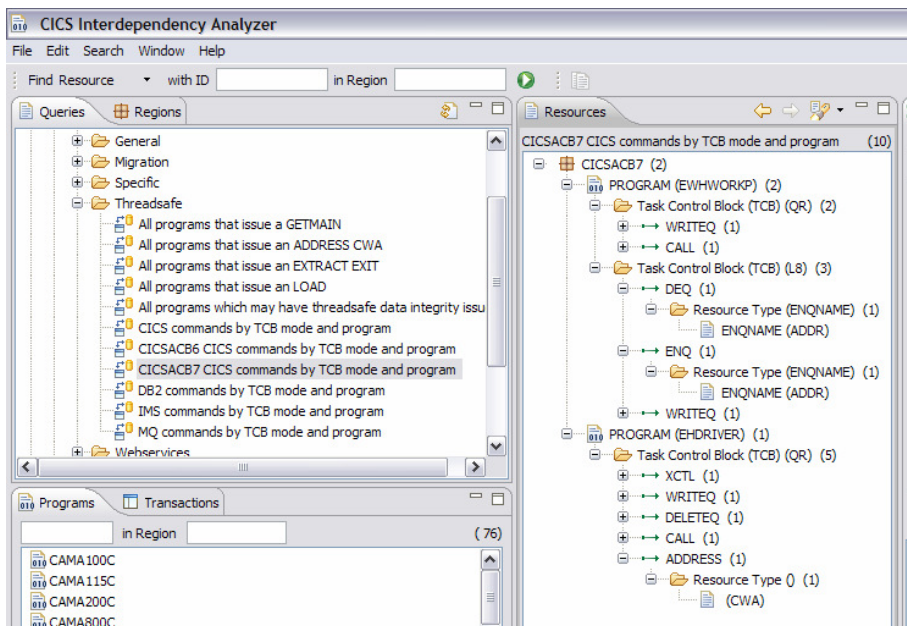 CICS Interdependency Analyzer
File Edit Search Window Help
Find Resource with ID in Region
Queries Regions
General
Migration
Specific
Threadsafe
All programs that issue a GETMAIN
All programs that issue an ADDRESS CWA
All programs that issue an EXTRACT EXIT
All programs that issue an LOAD
All programs which may have threadsafe data integrity issu
CICS commands by TCB mode and program
CICSACB6 CICS commands by TCB mode and program
CICSACB7 CICS commands by TCB mode and program
DB2 commands by TCB mode and program
IMS commands by TCB mode and program
MQ commands by TCB mode and program
Webservices
Programs Transactions
in Region (76)
CAMA100C
CAMA115C
CAMA200C
CAMA800C
Resources
CICSACB7 CICS commands by TCB mode and program (10)
CICSACB7 (2)
PROGRAM (EWHWORKP) (2)
Task Control Block (TCB) (QR) (2)
WRITEQ (1)
CALL (1)
Task Control Block (TCB) (L8) (3)
DEQ (1)
Resource Type (ENQNAME) (1)
ENQNAME (ADDR)
ENQ (1)
Resource Type (ENQNAME) (1)
ENQNAME (ADDR)
WRITEQ (1)
PROGRAM (EHDRIVER) (1)
Task Control Block (TCB) (QR) (5)
XCTL (1)
WRITEQ (1)
DELETEQ (1)
CALL (1)
ADDRESS (1)
Resource Type () (1)
(CWA)